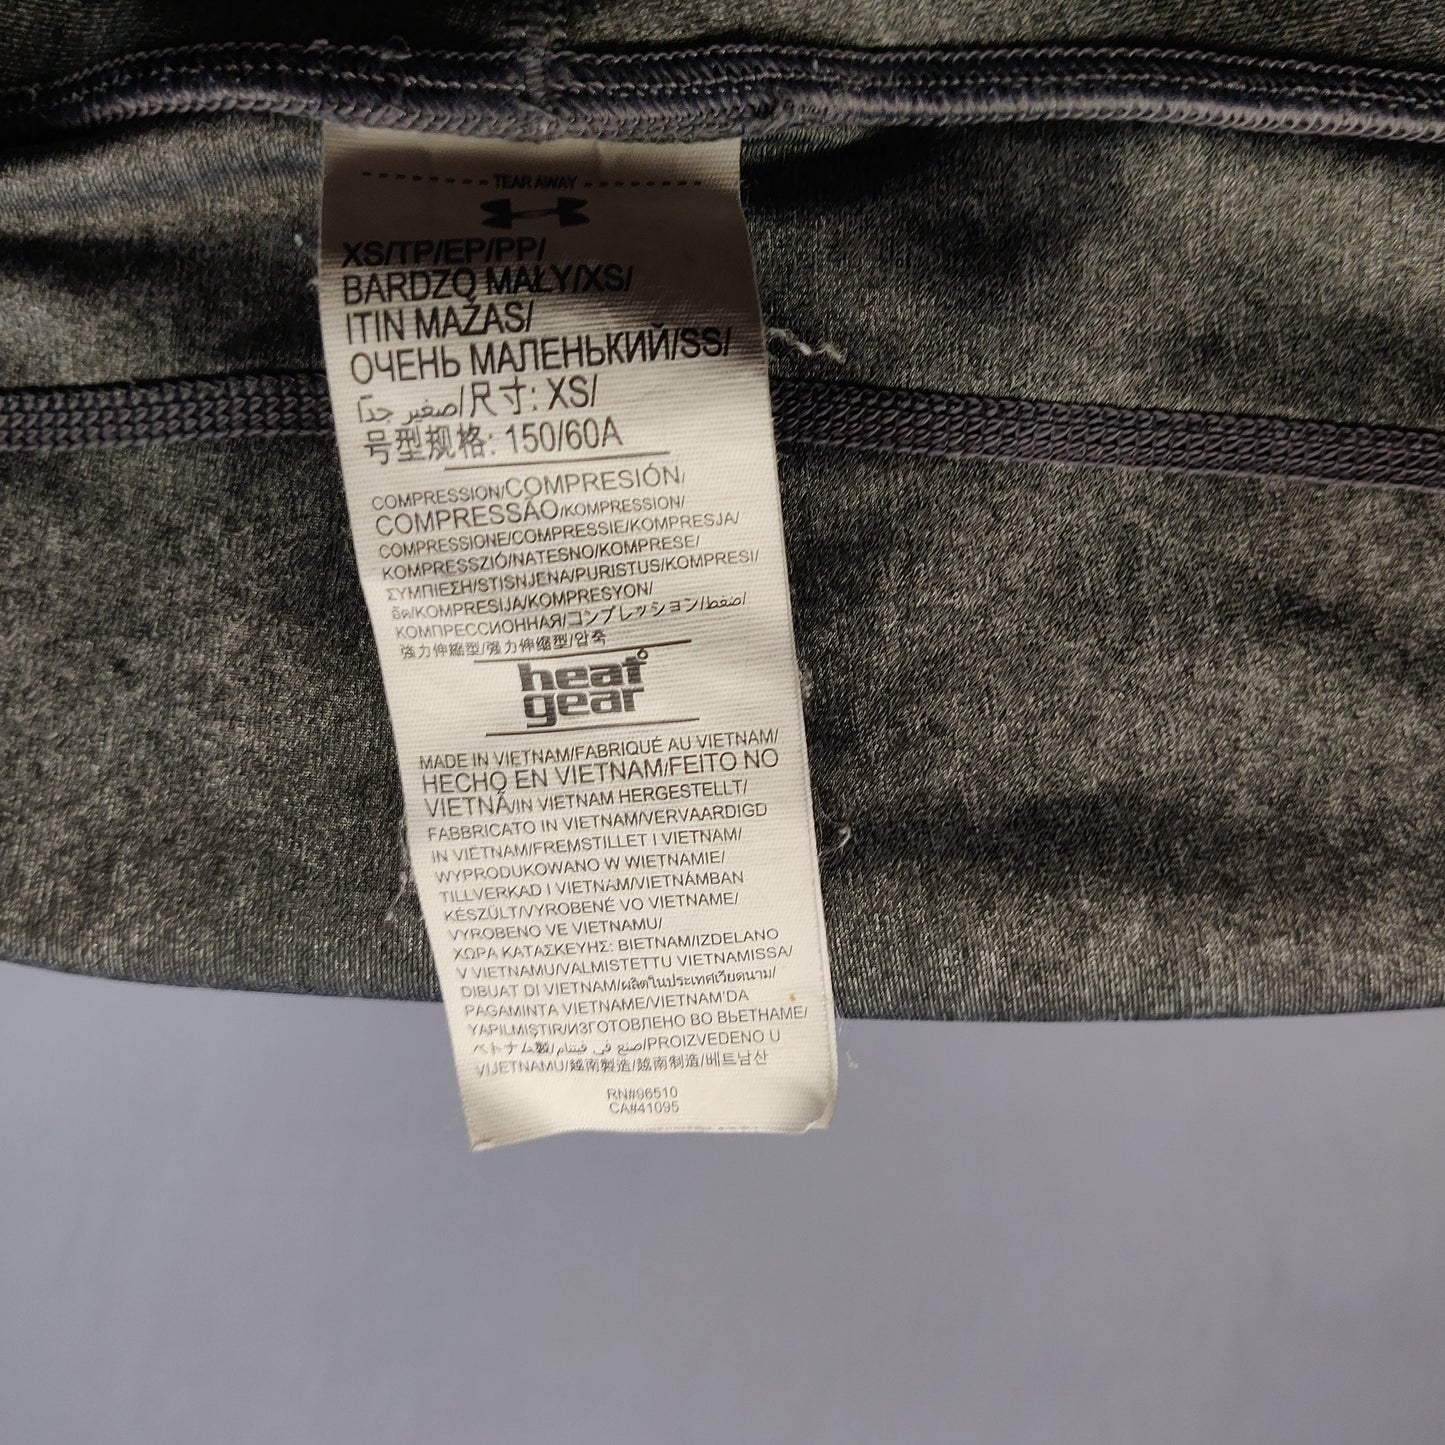 TEAR AWAY
XS/TP/EP/PP/
BARDZO MAŁY/XS/
ITIN MAŽAS/
ОЧЕНЬ МАЛЕНЬКИЙ/SS/
صغير جداً/尺寸: XS/
号型规格: 150/60A
COMPRESSION/COMPRESIÓN/
COMPRESSÃO/KOMPRESSION/
COMPRESSIONE/COMPRESSIE/KOMPRESJA/
KOMPRESSZIÓ/NATESNO/KOMPRESE/
ΣΥΜΠΙΕΣΗ/STISNJENA/PURISTUS/KOMPRESI/
อัด/KOMPRESIJA/KOMPRESYON/
КОМПРЕССИОННАЯ/コンプレッション/ضغط/
強力伸縮型/强力伸缩型/압축
heat
gear
MADE IN VIETNAM/FABRIQUÉ AU VIETNAM/
HECHO EN VIETNAM/FEITO NO
VIETNÃ/IN VIETNAM HERGESTELLT/
FABBRICATO IN VIETNAM/VERVAARDIGD
IN VIETNAM/FREMSTILLET I VIETNAM/
WYPRODUKOWANO W WIETNAMIE/
TILLVERKAD I VIETNAM/VIETNÁMBAN
KÉSZÜLT/VYROBENÉ VO VIETNAME/
VYROBENO VE VIETNAMU/
ΧΩΡΑ ΚΑΤΑΣΚΕΥΗΣ: ΒΙΕΤΝΑΜ/IZDELANO
V VIETNAMU/VALMISTETTU VIETNAMISSA/
DIBUAT DI VIETNAM/ผลิตในประเทศเวียดนาม/
PAGAMINTA VIETNAME/VIETNAM'DA
YAPILMIŞTIR/ИЗГОТОВЛЕНО ВО ВЬЕТНАМЕ/
ベトナム製/صنع في فيتنام/PROIZVEDENO U
VIJETNAMU/越南製造/越南制造/베트남산
RN#96510
CA#41095